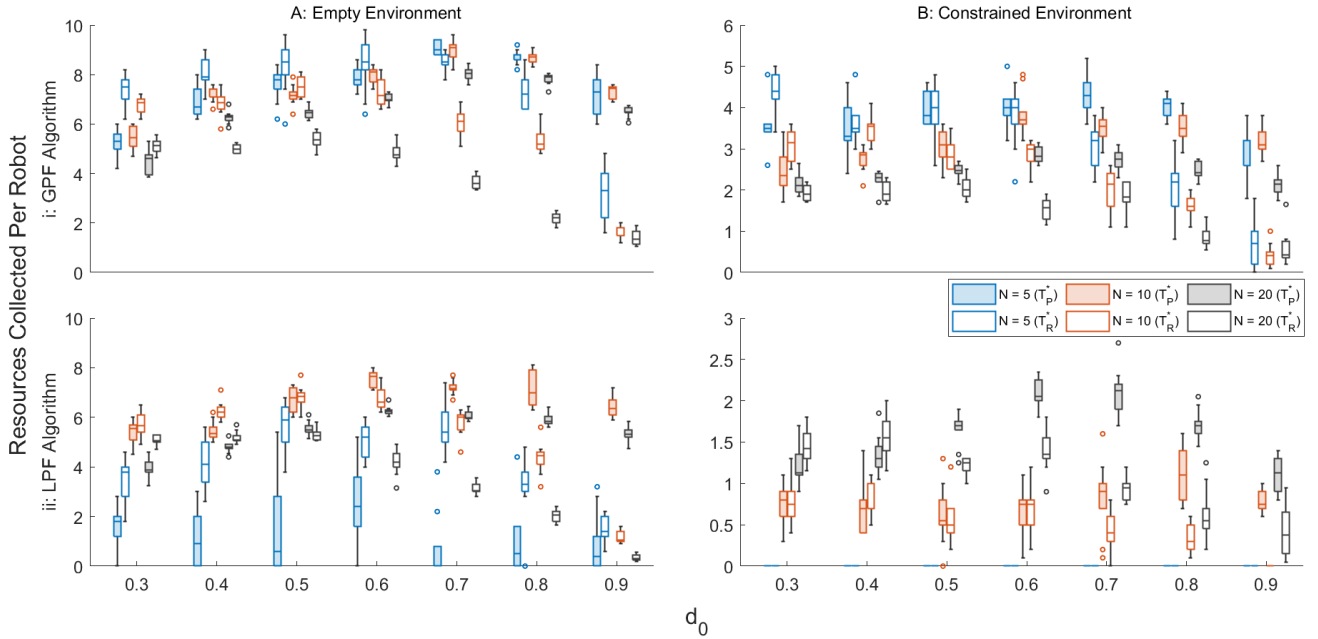 A: Empty Environment
B: Constrained Environment
Resources Collected Per Robot
i: GPF Algorithm
10
8
6
4
2
0
6
5
4
3
2
1
0
N = 5 (T*P)
N = 10 (T*P)
N = 20 (T*P)
N = 5 (T*R)
N = 10 (T*R)
N = 20 (T*R)
ii: LPF Algorithm
10
8
6
4
2
0
3
2.5
2
1.5
1
0.5
0
0.3 0.4 0.5 0.6 0.7 0.8 0.9
0.3 0.4 0.5 0.6 0.7 0.8 0.9
d0